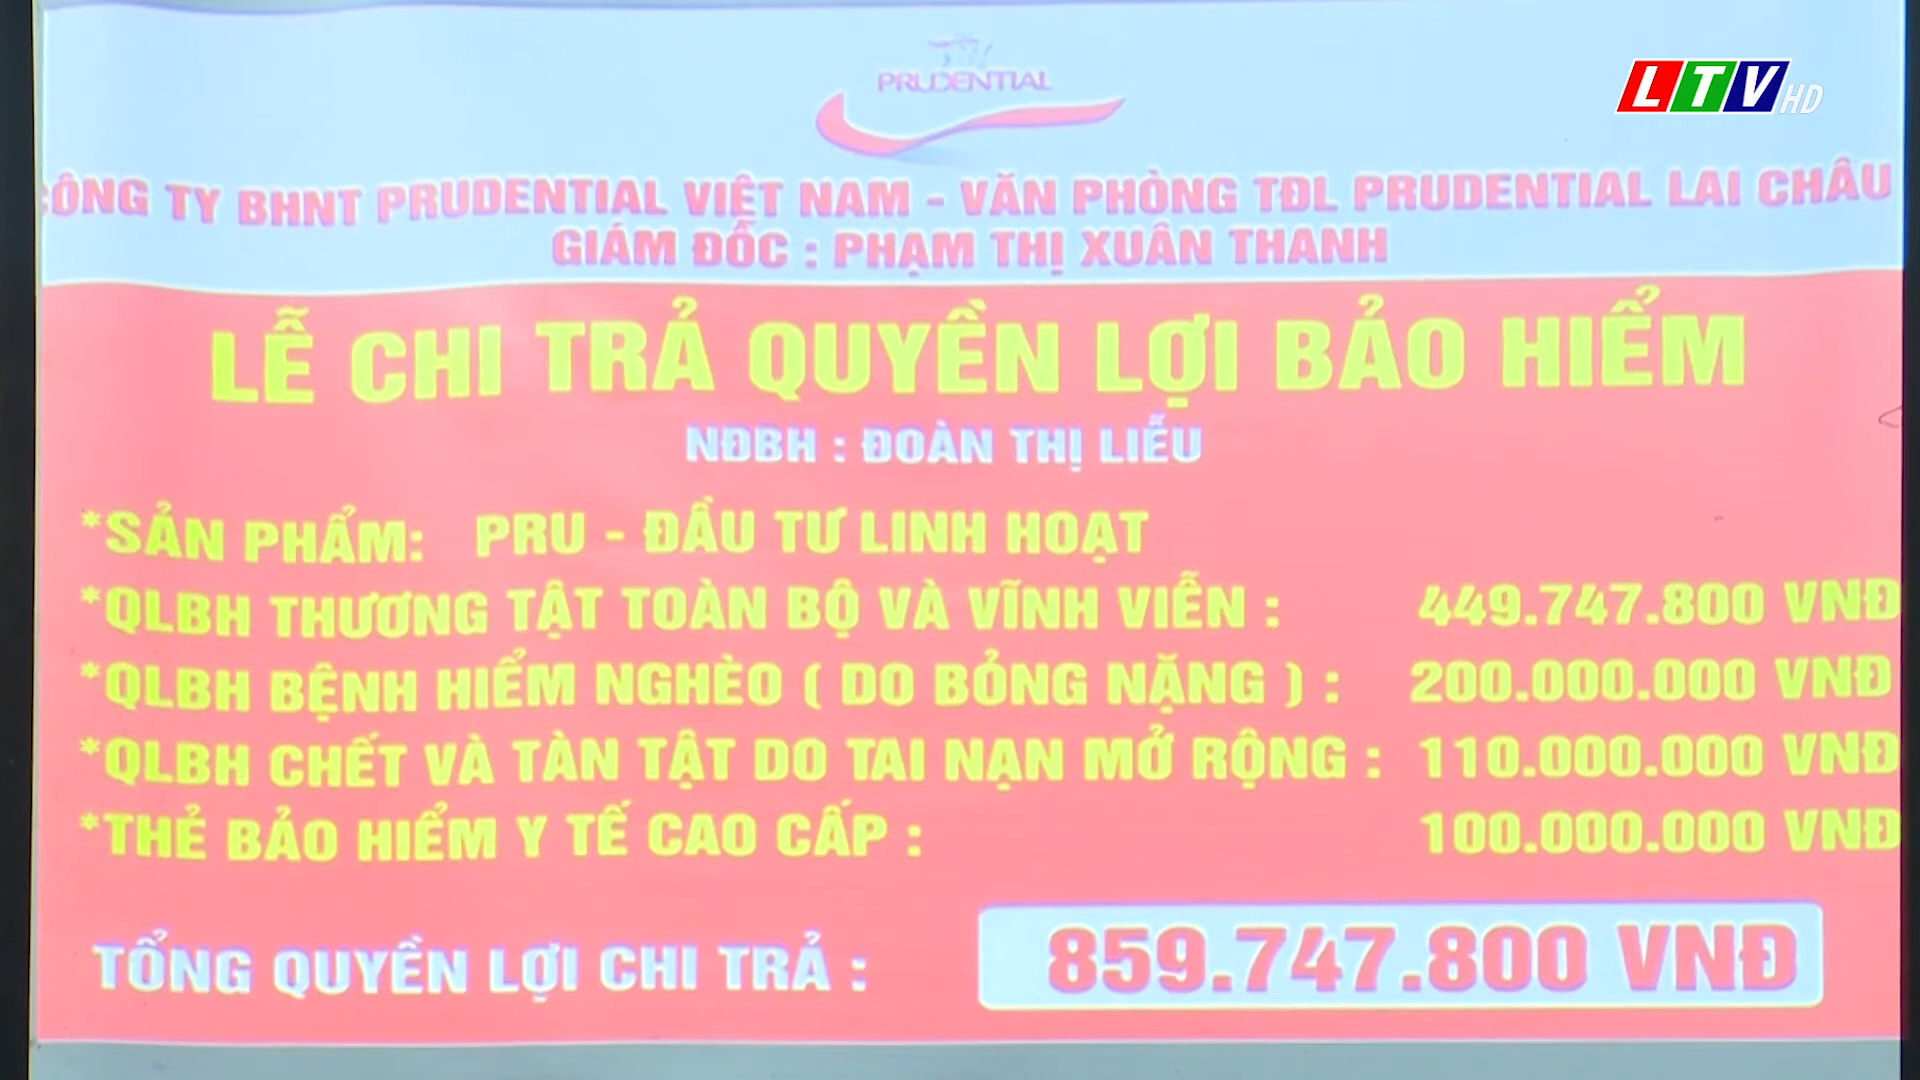 PRUDENTIAL
LTV HD
CÔNG TY BHNT PRUDENTIAL VIỆT NAM - VĂN PHÒNG TĐL PRUDENTIAL LAI CHÂU
GIÁM ĐỐC : PHẠM THỊ XUÂN THANH
LỄ CHI TRẢ QUYỀN LỢI BẢO HIỂM
NĐBH : ĐOÀN THỊ LIỄU
*SẢN PHẨM: PRU - ĐẦU TƯ LINH HOẠT
*QLBH THƯƠNG TẬT TOÀN BỘ VÀ VĨNH VIỄN : 449.747.800 VNĐ
*QLBH BỆNH HIỂM NGHÈO ( DO BỎNG NẶNG ) : 200.000.000 VNĐ
*QLBH CHẾT VÀ TÀN TẬT DO TAI NẠN MỞ RỘNG : 110.000.000 VNĐ
*THẺ BẢO HIỂM Y TẾ CAO CẤP : 100.000.000 VNĐ
TỔNG QUYỀN LỢI CHI TRẢ : 859.747.800 VNĐ